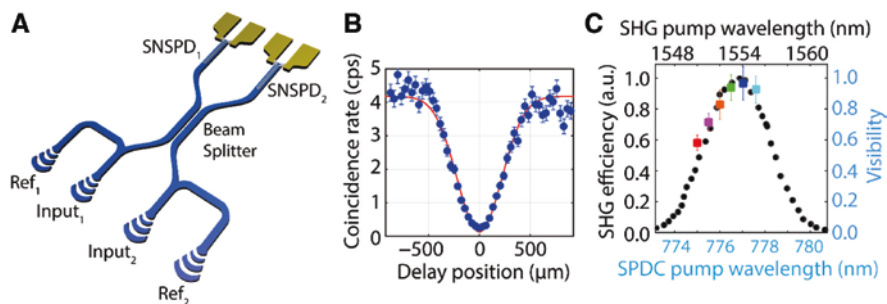 A
SNSPD1
SNSPD2
Beam
Splitter
Ref1
Input1
Input2
Ref2
B
Coincidence rate (cps)
5
4
3
2
1
0
−500
0
500
Delay position (µm)
C
SHG pump wavelength (nm)
1548
1554
1560
SHG efficiency (a.u.)
1.0
0.8
0.6
0.4
0.2
0.0
Visibility
1.0
0.8
0.6
0.4
0.2
0.0
774
776
778
780
SPDC pump wavelength (nm)